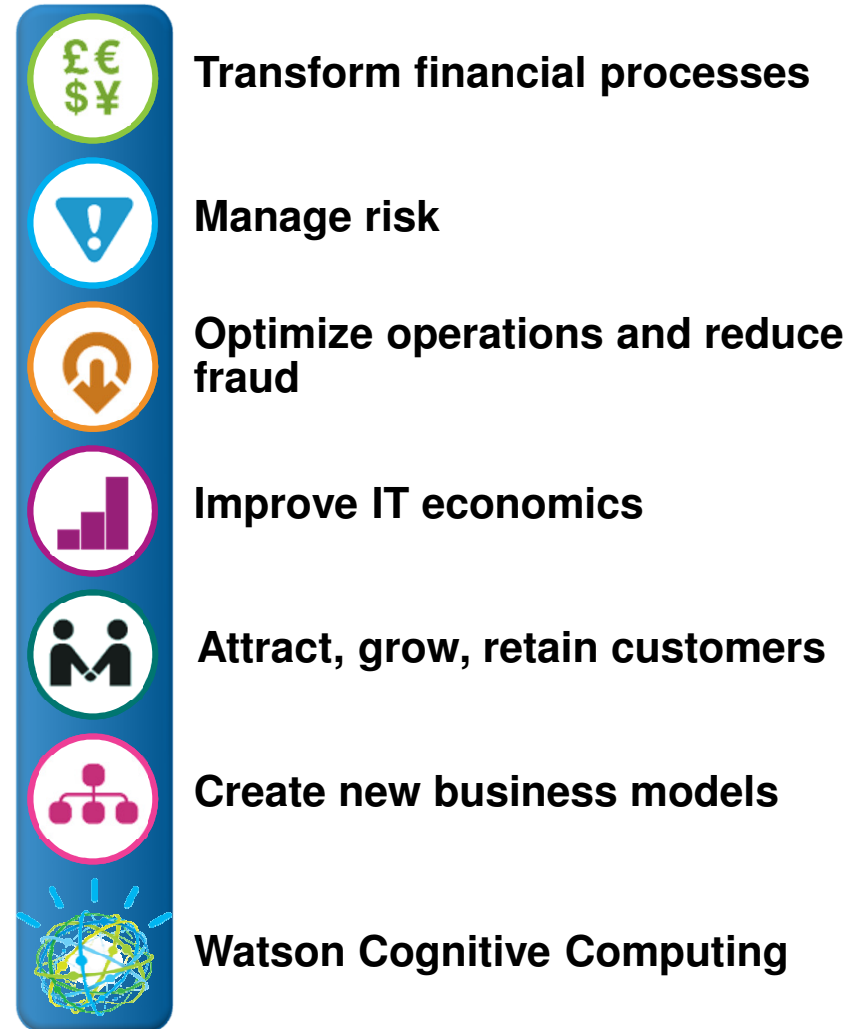 £ €
$ ¥
Transform financial processes
Manage risk
Optimize operations and reduce
fraud
Improve IT economics
Attract, grow, retain customers
Create new business models
Watson Cognitive Computing